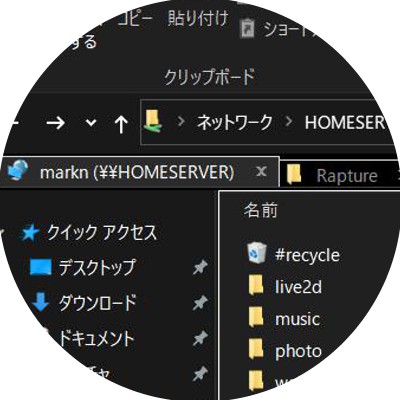 コピー 貼り付け
する ショート
クリップボード
ネットワーク HOMESER
markn (¥¥HOMESERVER) Rapture
名前
クイック アクセス
#recycle
デスクトップ
live2d
ダウンロード
music
ドキュメント
photo
チャ